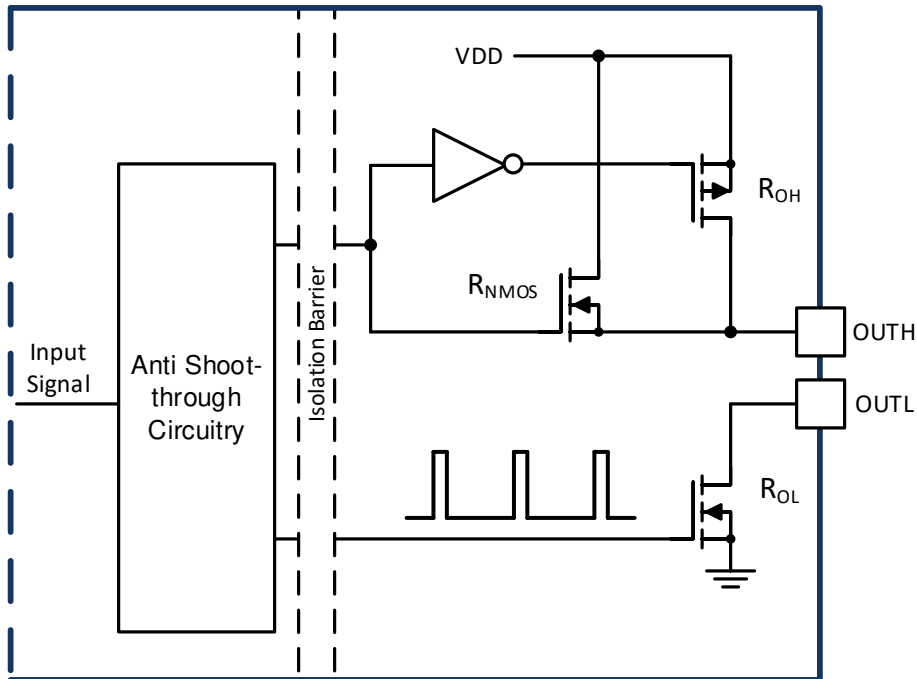 VDD
R_OH
R_NMOS
OUTH
Input
Signal
Anti Shoot-
through
Circuitry
Isolation Barrier
OUTL
R_OL